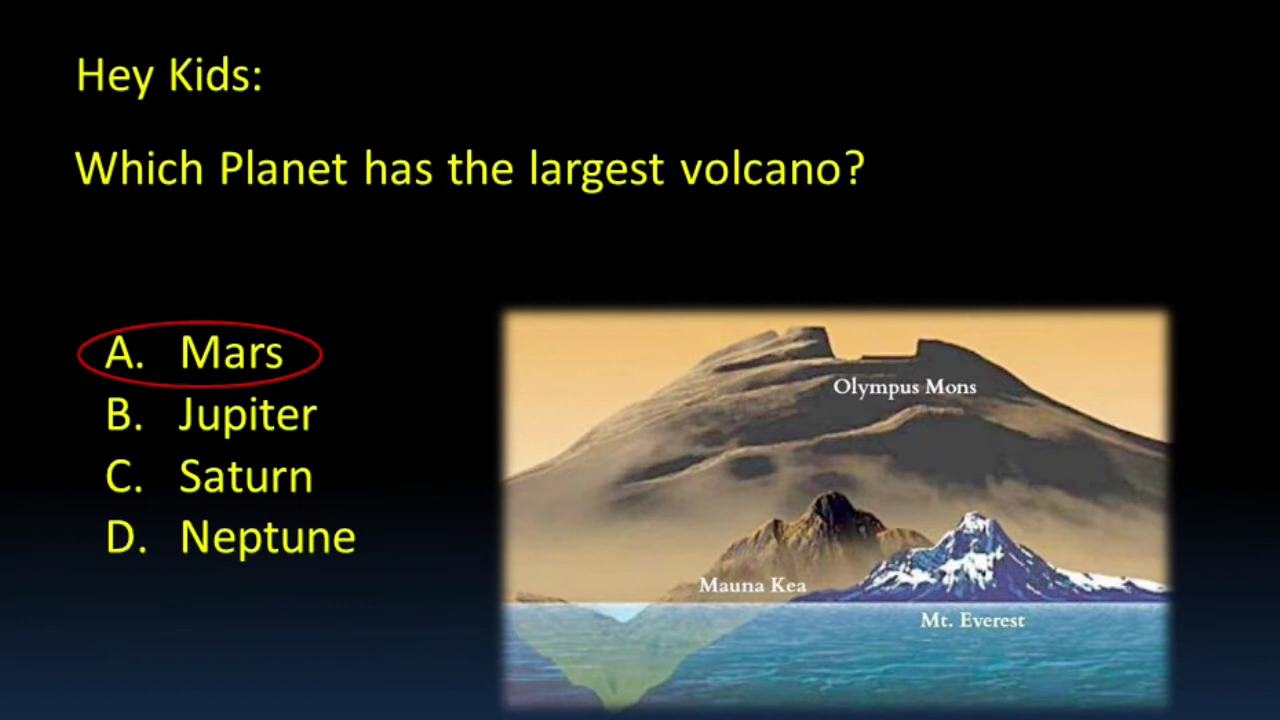 Hey Kids:
Which Planet has the largest volcano?
A. Mars
B. Jupiter
C. Saturn
D. Neptune
Olympus Mons
Mauna Kea
Mt. Everest